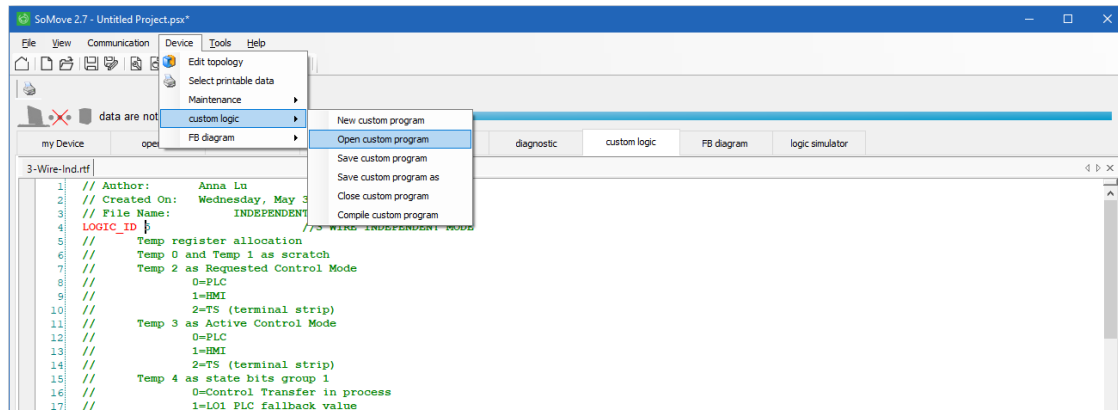 SoMove 2.7 - Untitled Project.psx*
File View Communication Device Tools Help
Edit topology
Select printable data
Maintenance
data are not
custom logic
New custom program
FB diagram
Open custom program
my Device
oper
diagnostic
custom logic
FB diagram
logic simulator
Save custom program
Save custom program as
Close custom program
Compile custom program
3-Wire-Ind.rtf
1 // Author: Anna Lu
2 // Created On: Wednesday, May 3
3 // File Name: INDEPENDENT
4 LOGIC_ID 5 //3 WIRE INDEPENDENT MODE
5 // Temp register allocation
6 // Temp 0 and Temp 1 as scratch
7 // Temp 2 as Requested Control Mode
8 // 0=PLC
9 // 1=HMI
10 // 2=TS (terminal strip)
11 // Temp 3 as Active Control Mode
12 // 0=PLC
13 // 1=HMI
14 // 2=TS (terminal strip)
15 // Temp 4 as state bits group 1
16 // 0=Control Transfer in process
17 // 1=LO1 PLC fallback value